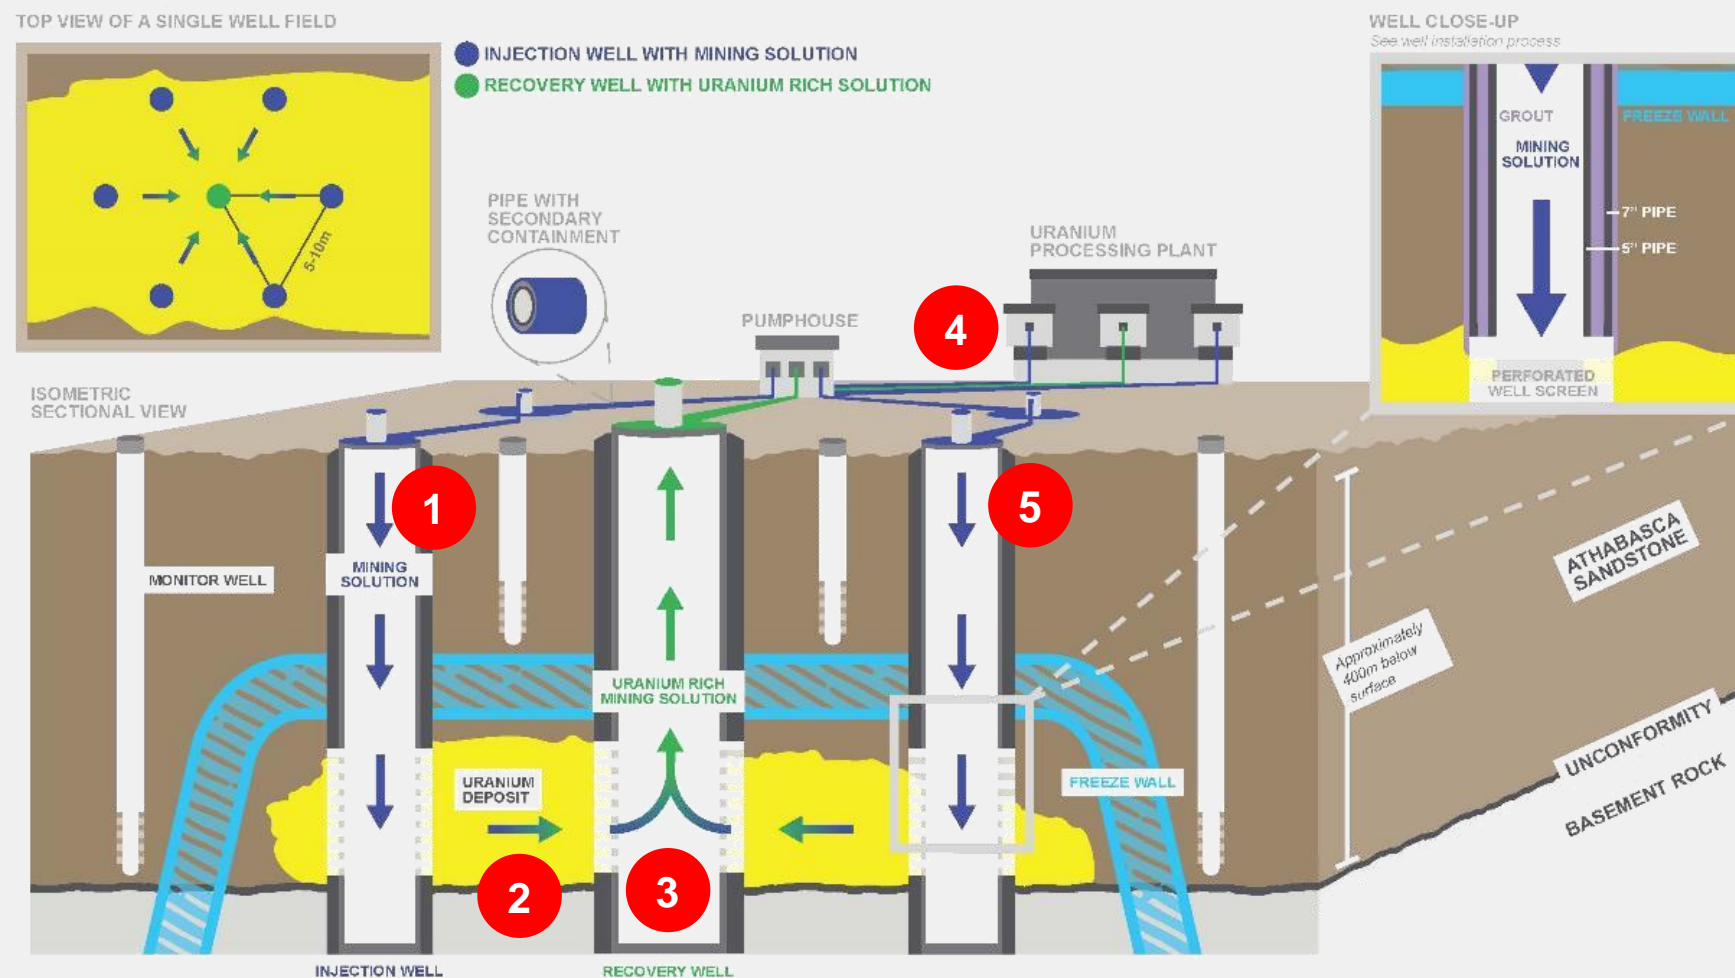 TOP VIEW OF A SINGLE WELL FIELD
INJECTION WELL WITH MINING SOLUTION
RECOVERY WELL WITH URANIUM RICH SOLUTION
5-10m
WELL CLOSE-UP
See well installation process
GROUT
FREEZE WALL
MINING
SOLUTION
7" PIPE
5" PIPE
PERFORATED
WELL SCREEN
PIPE WITH
SECONDARY
CONTAINMENT
PUMPHOUSE
URANIUM
PROCESSING PLANT
4
ISOMETRIC
SECTIONAL VIEW
1
5
MONITOR WELL
MINING
SOLUTION
URANIUM RICH
MINING SOLUTION
URANIUM
DEPOSIT
FREEZE WALL
2
3
ATHABASCA
SANDSTONE
Approximately
400m below
surface
UNCONFORMITY
BASEMENT ROCK
INJECTION WELL
RECOVERY WELL